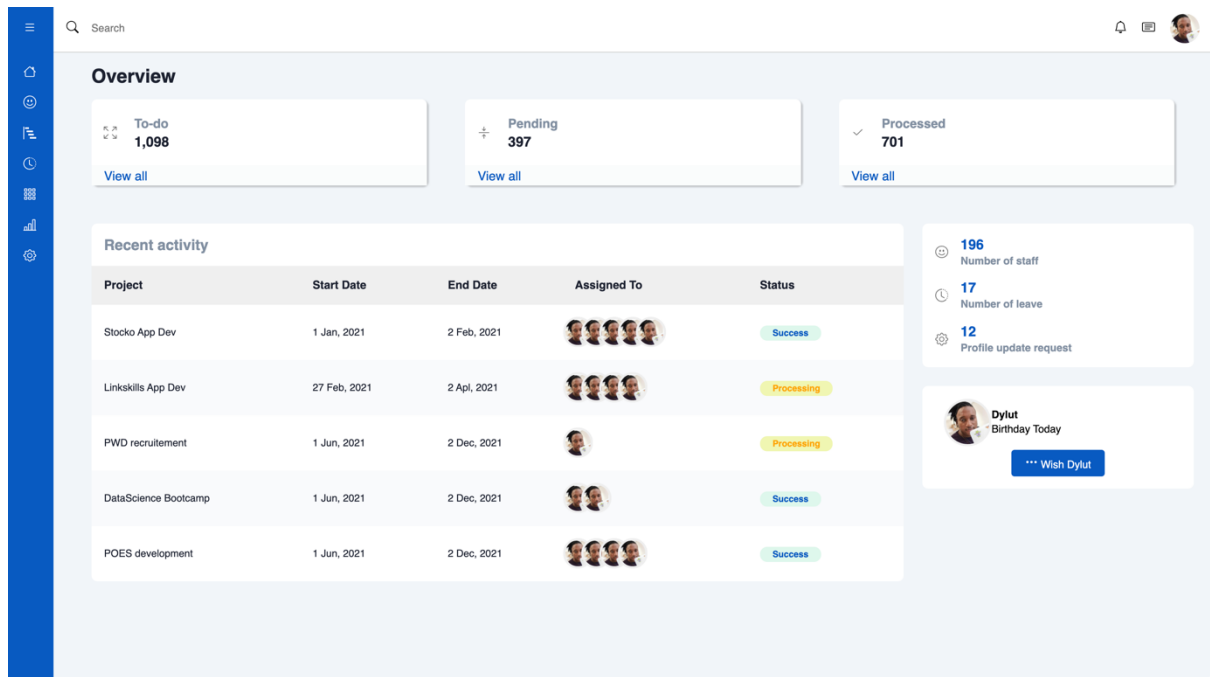 Search
Overview
To-do
1,098
View all
Pending
397
View all
Processed
701
View all
Recent activity
Project Start Date End Date Assigned To Status
Stocko App Dev 1 Jan, 2021 2 Feb, 2021 Success
Linkskills App Dev 27 Feb, 2021 2 Apl, 2021 Processing
PWD recruitement 1 Jun, 2021 2 Dec, 2021 Processing
DataScience Bootcamp 1 Jun, 2021 2 Dec, 2021 Success
POES development 1 Jun, 2021 2 Dec, 2021 Success
196
Number of staff
17
Number of leave
12
Profile update request
Dylut
Birthday Today
Wish Dylut